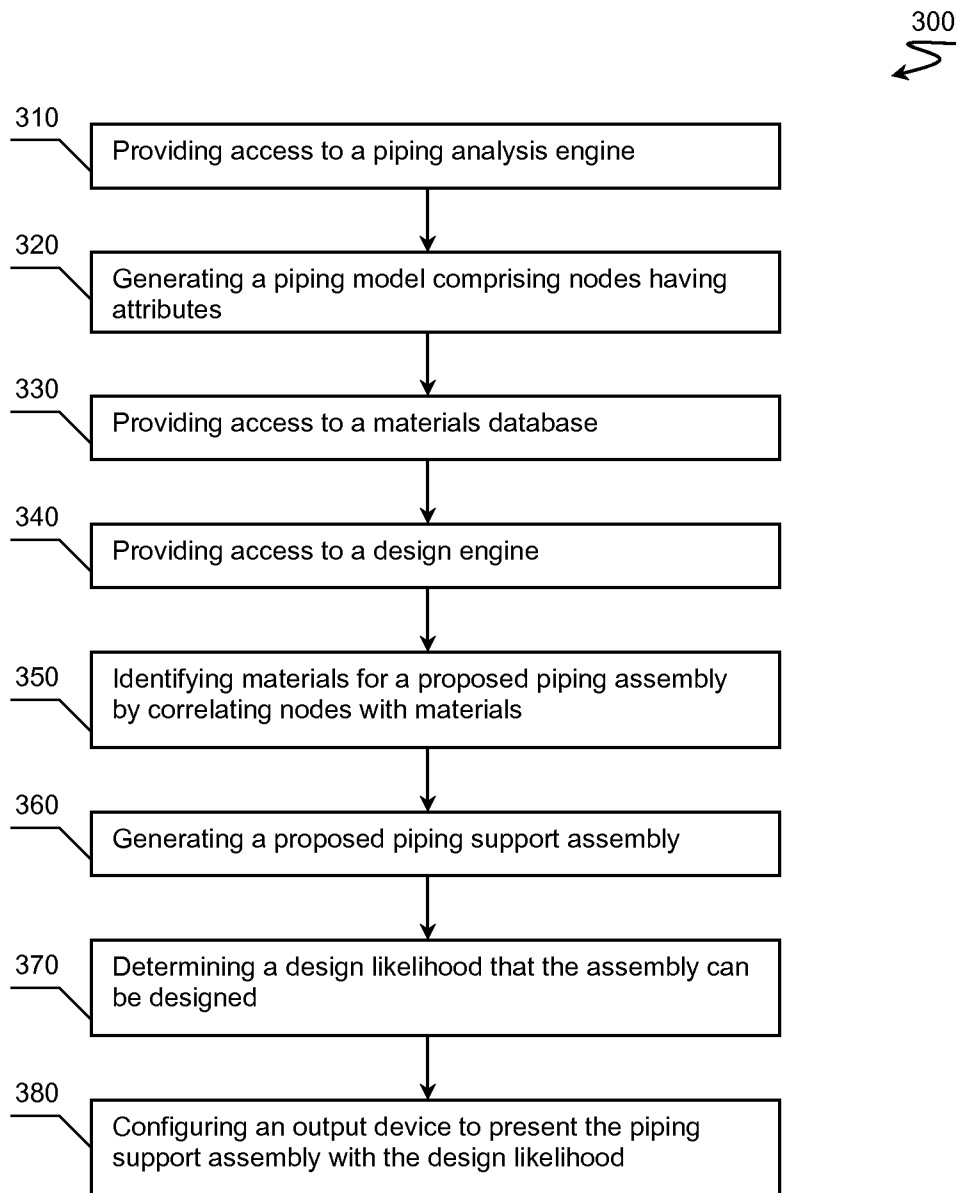 300
310
Providing access to a piping analysis engine
320
Generating a piping model comprising nodes having
attributes
330
Providing access to a materials database
340
Providing access to a design engine
350
Identifying materials for a proposed piping assembly
by correlating nodes with materials
360
Generating a proposed piping support assembly
370
Determining a design likelihood that the assembly can
be designed
380
Configuring an output device to present the piping
support assembly with the design likelihood